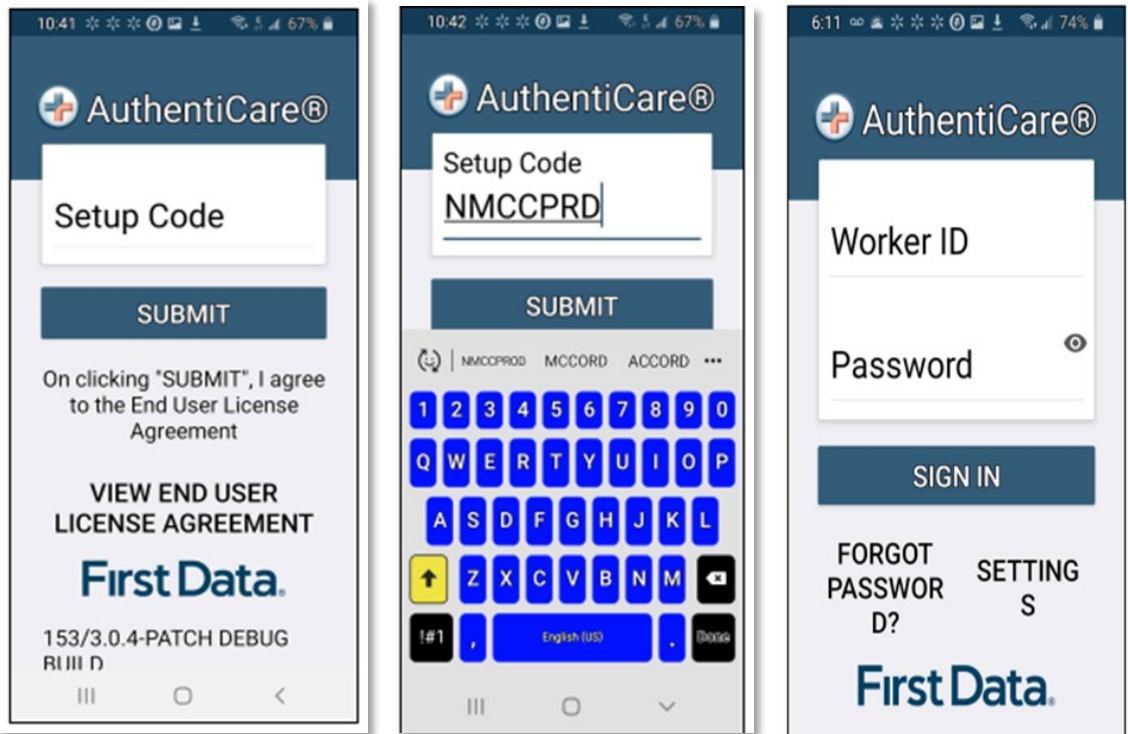 10:41 67%
AuthentiCare®
Setup Code
SUBMIT
On clicking "SUBMIT", I agree
to the End User License
Agreement
VIEW END USER
LICENSE AGREEMENT
First Data.
153/3.0.4-PATCH DEBUG
BUILD
10:42 67%
AuthentiCare®
Setup Code
NMCCPRD
SUBMIT
NMCCPROD MCCORD ACCORD •••
1 2 3 4 5 6 7 8 9 0
Q W E R T Y U I O P
A S D F G H J K L
Z X C V B N M
!#1 , English (US) . Done
6:11 74%
AuthentiCare®
Worker ID
Password
SIGN IN
FORGOT
PASSWOR
D?
SETTING
S
First Data.